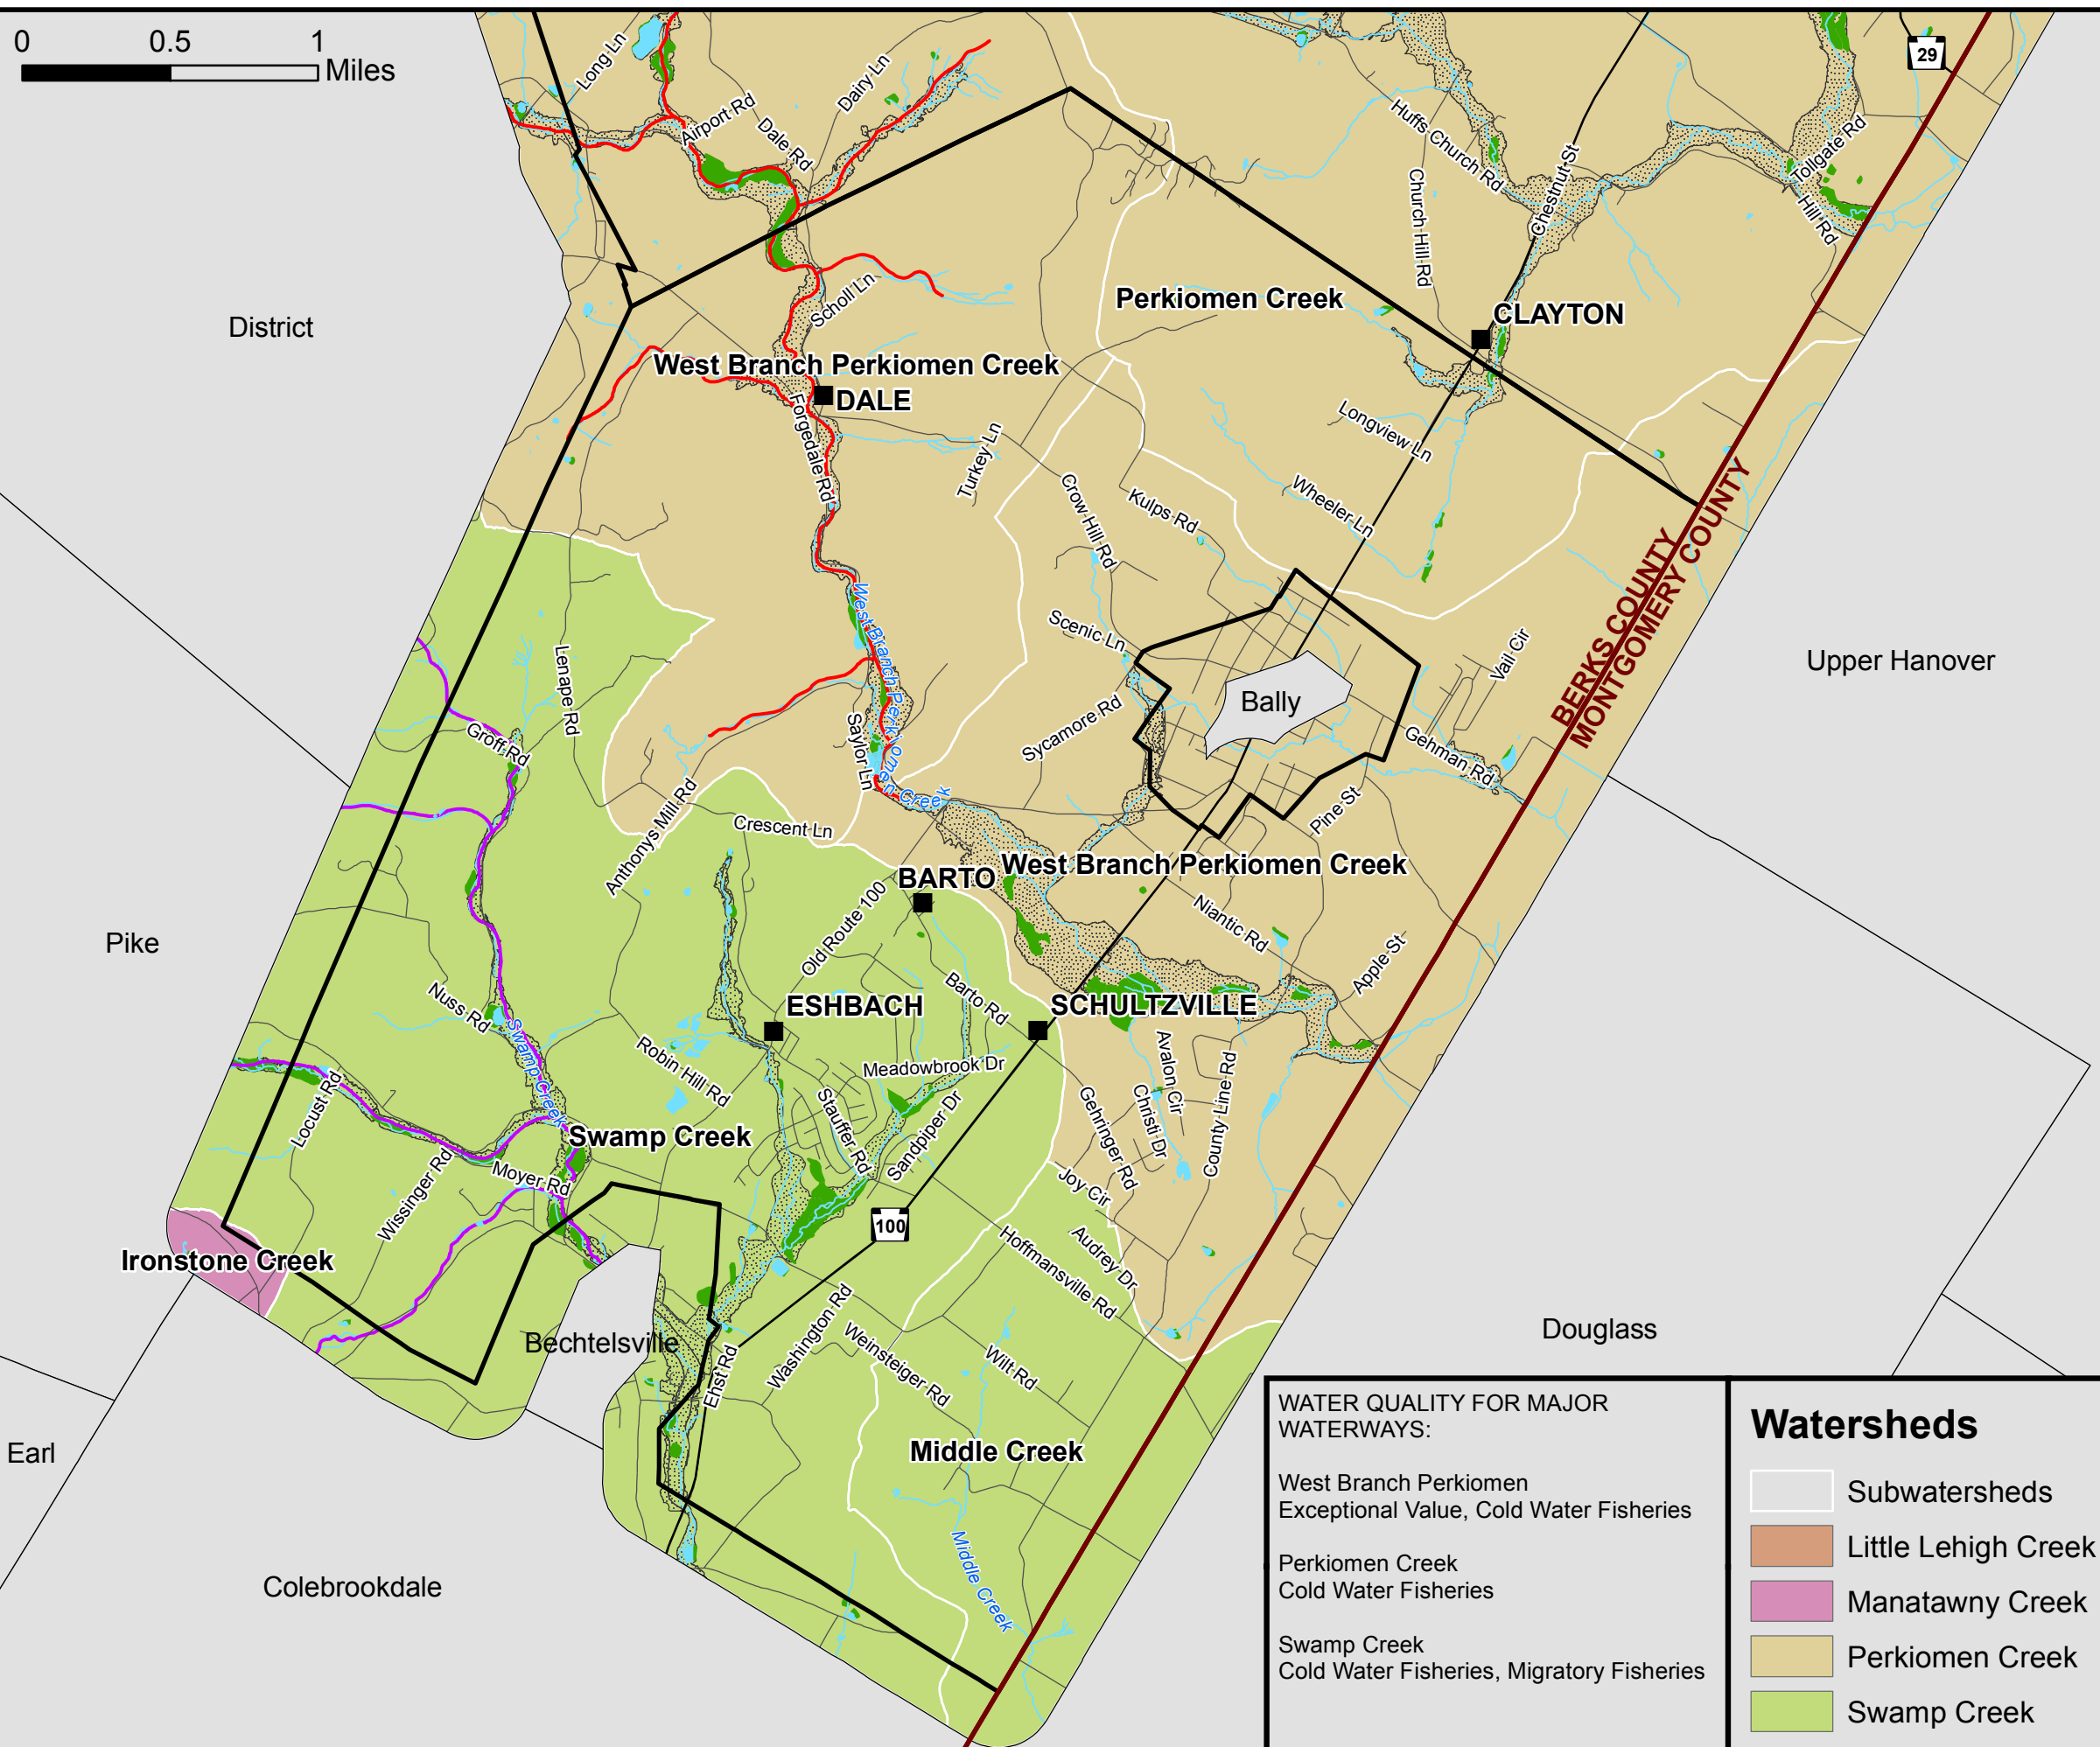 0 0.5 1
Miles
29
Long Ln
Airport Rd
Dale Rd
Dairy Ln
Huffs Church Rd
Church Hill Rd
Chestnut St
Tollgate Rd
Hill Rd
District
Scholl Ln
Perkiomen Creek
CLAYTON
West Branch Perkiomen Creek
DALE
Forgedale Rd
Turkey Ln
Longview Ln
Crow Hill Rd
Kulps Rd
Wheeler Ln
BERKS COUNTY
MONTGOMERY COUNTY
West Branch Perkiomen Creek
Scenic Ln
Lenape Rd
Vail Cir
Upper Hanover
Bally
Groff Rd
Saylor Ln
Sycamore Rd
Gehman Rd
Anthonys Mill Rd
Crescent Ln
Pine St
West Branch Perkiomen Creek
BARTO
Old Route 100
Niantic Rd
Apple St
Pike
Nuss Rd
Swamp Creek
ESHBACH
Barto Rd
SCHULTZVILLE
Robin Hill Rd
Meadowbrook Dr
Avalon Cir
Christi Dr
County Line Rd
Locust Rd
Stauffer Rd
Sandpiper Dr
Gehringer Rd
Swamp Creek
Wissinger Rd
Moyer Rd
Joy Cir
100
Ironstone Creek
Hoffmansville Rd
Audrey Dr
Bechtelsville
Ehst Rd
Washington Rd
Weinsteiger Rd
Wilt Rd
Douglass
Earl
Middle Creek
Middle Creek
Colebrookdale
WATER QUALITY FOR MAJOR
WATERWAYS:
West Branch Perkiomen
Exceptional Value, Cold Water Fisheries
Perkiomen Creek
Cold Water Fisheries
Swamp Creek
Cold Water Fisheries, Migratory Fisheries
Watersheds
Subwatersheds
Little Lehigh Creek
Manatawny Creek
Perkiomen Creek
Swamp Creek